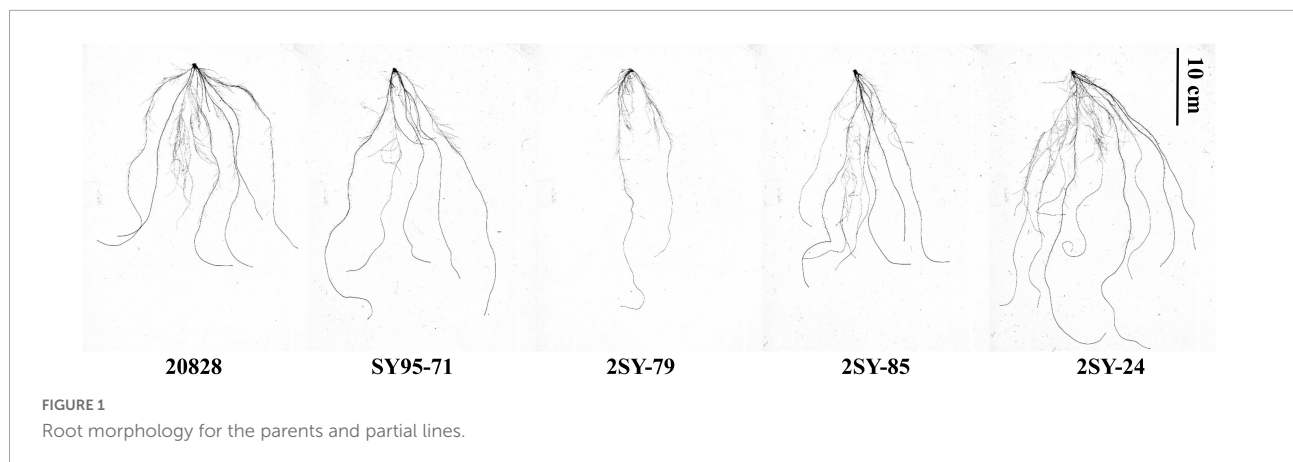 10 cm
20828 SY95-71 2SY-79 2SY-85 2SY-24
FIGURE 1
Root morphology for the parents and partial lines.